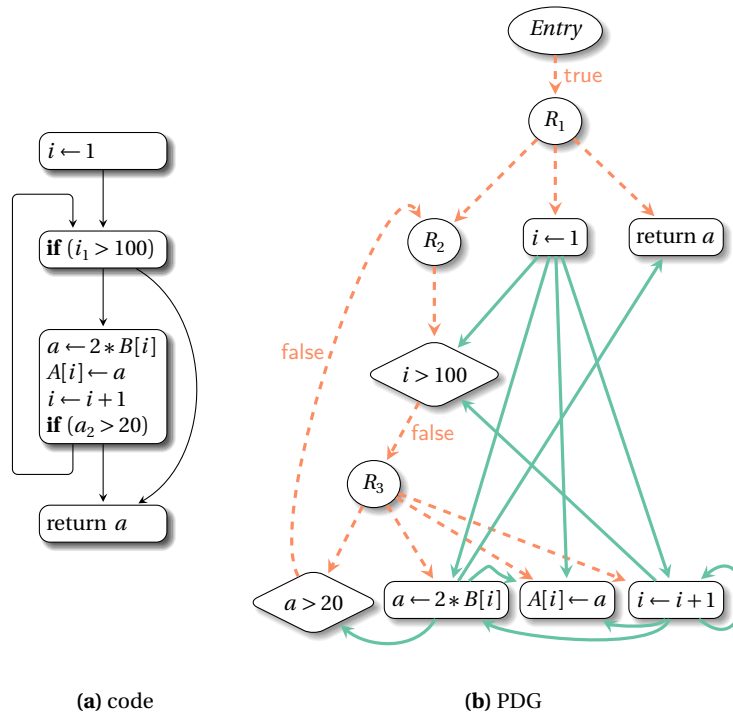 Entry
true
R1
i ← 1
if (i1 > 100)
a ← 2 * B[i]
A[i] ← a
i ← i + 1
if (a2 > 20)
return a
R2
i ← 1
return a
false
i > 100
false
R3
a > 20
a ← 2 * B[i]
A[i] ← a
i ← i + 1
(a) code
(b) PDG